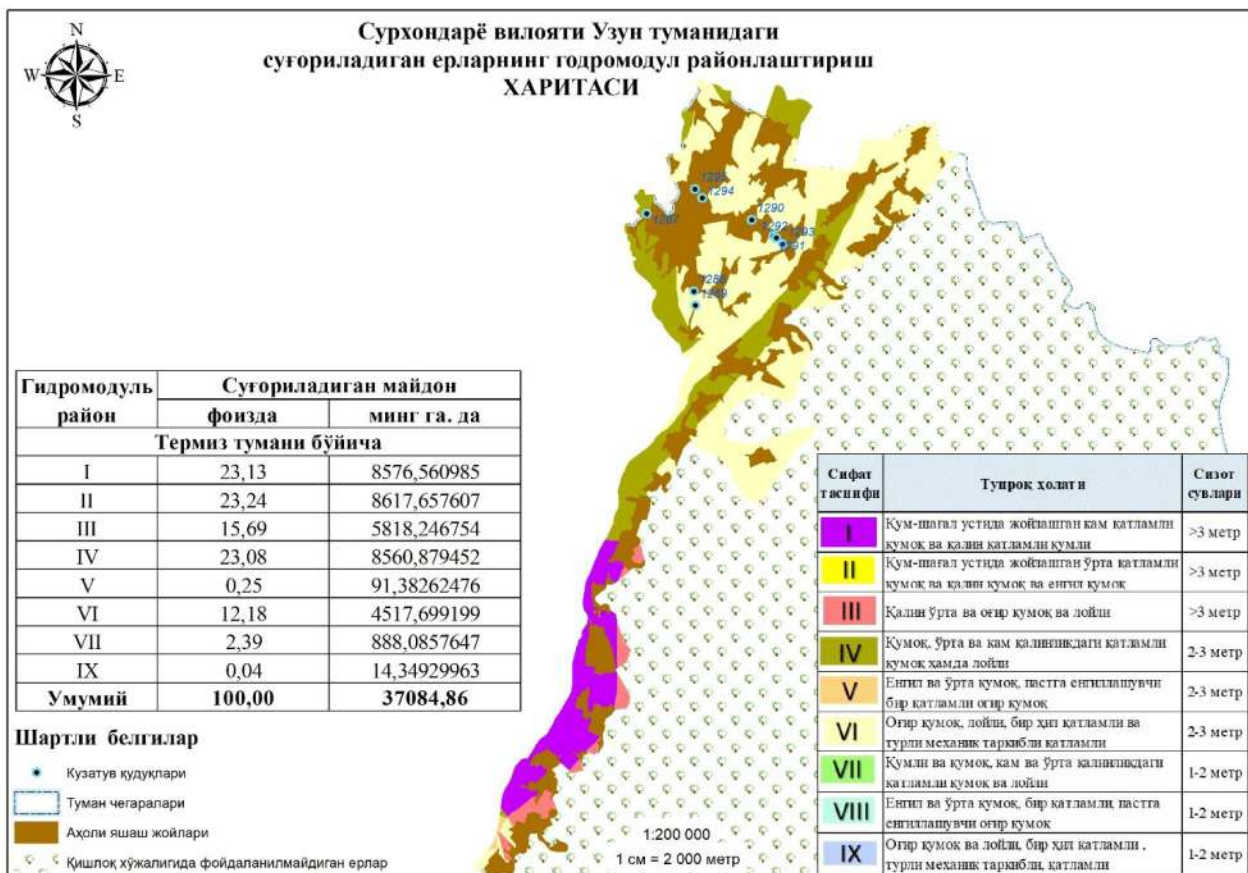 N
W E
S
Сурхондарё вилояти Узун туманидаги
суғориладиган ерларнинг годромодул районлаштириш
ХАРИТАСИ
1294
1290
1292 1293
Гидромодуль район | Суғориладиган майдон
фоизда | минг га. да
Термиз тумани бўйича
I 23,13 8576,560985
II 23,24 8617,657607
III 15,69 5818,246754
IV 23,08 8560,879452
V 0,25 91,38262476
VI 12,18 4517,699199
VII 2,39 888,0857647
IX 0,04 14,34929963
Умумий 100,00 37084,86
Шартли белгилар
Кузатув қудуқлари
Туман чегаралари
Аҳоли яшаш жойлари
Қишлоқ хўжалигида фойдаланилмайдиган ерлар
1:200 000
1 см = 2 000 метр
Сифат таснифи | Тупроқ ҳолати | Сизот сувлари
I Қум-шағал устида жойлашган кам қатламли
қумоқ ва қалин қатламли қумли >3 метр
II Қум-шағал устида жойлашган ўрта қатламли
қумоқ ва қалин қумоқ ва енгил қумоқ >3 метр
III Қалин ўрта ва оғир қумоқ ва лойли >3 метр
IV Қумоқ, ўрта ва кам қалинликдаги қатламли
қумоқ ҳамда лойли 2-3 метр
V Енгил ва ўрта қумоқ, пастга енгиллашувчи
бир қатламли оғир қумоқ 2-3 метр
VI Оғир қумоқ, лойли, бир ҳил қатламли ва
турли механик таркибли қатламли 2-3 метр
VII Қумли ва қумоқ, кам ва ўрта қалинликдаги
қатламли қумоқ ва лойли 1-2 метр
VIII Енгил ва ўрта қумоқ, бир қатламли, пастга
енгиллашувчи оғир қумоқ 1-2 метр
IX Оғир қумоқ ва лойли, бир ҳил қатламли ,
турли механик таркибли, қатламли 1-2 метр